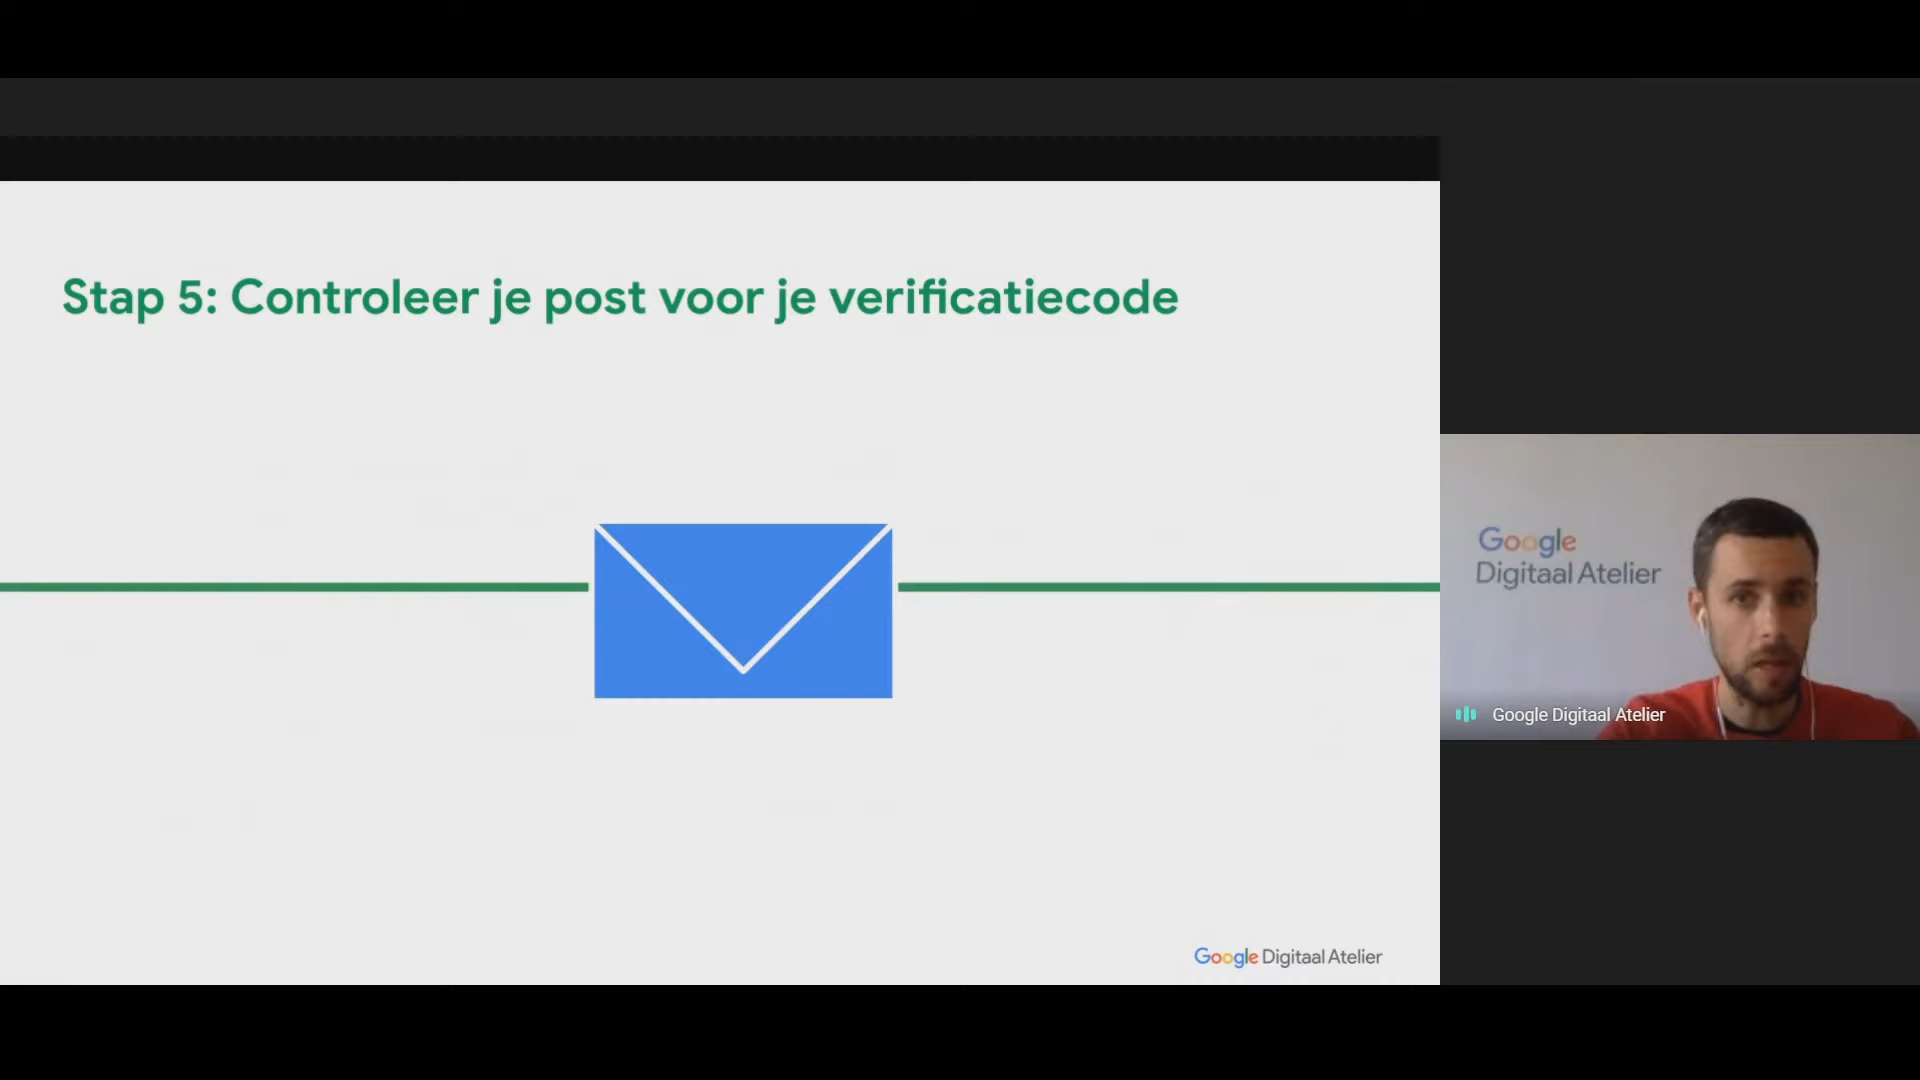 Stap 5: Controleer je post voor je verificatiecode
Google Digitaal Atelier
Google
Digitaal Atelier
Google Digitaal Atelier